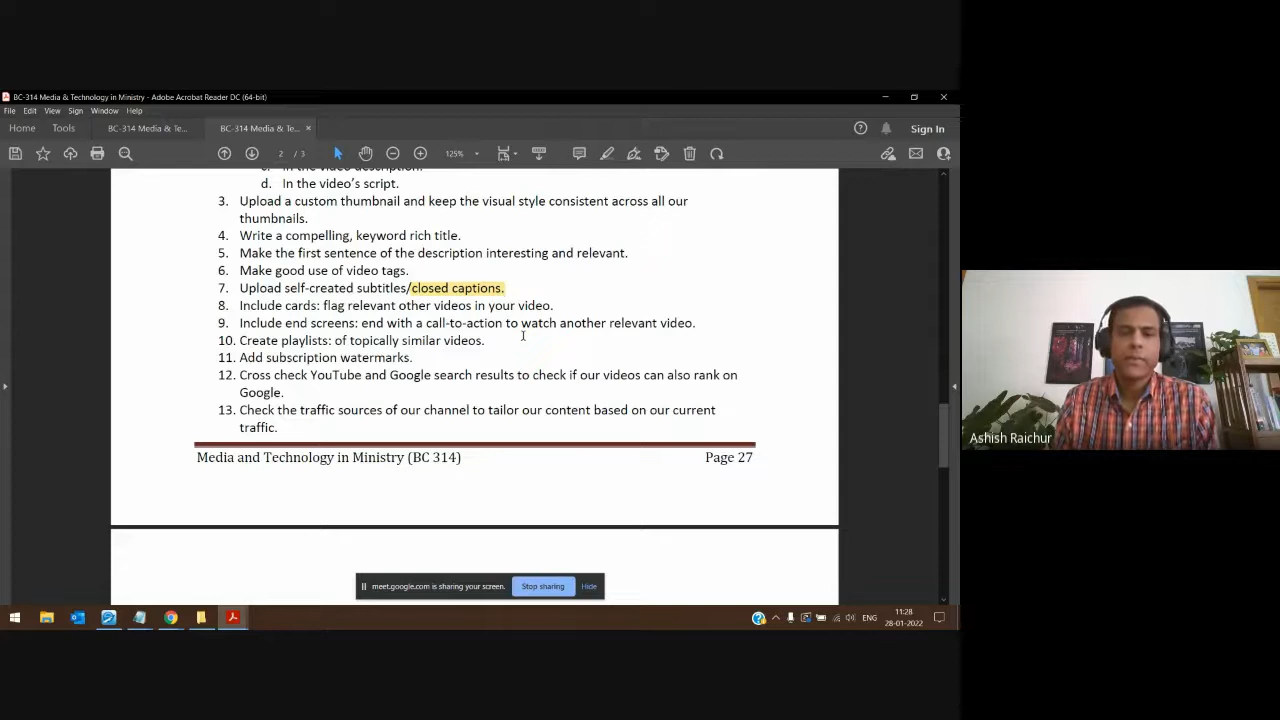 BC-314 Media & Technology in Ministry - Adobe Acrobat Reader DC (64-bit)
File Edit View Sign Window Help
Home Tools BC-314 Media & Te... BC-314 Media & Te... × Sign In
2 / 3 125%
c. In the video description.
d. In the video's script.
3. Upload a custom thumbnail and keep the visual style consistent across all our
thumbnails.
4. Write a compelling, keyword rich title.
5. Make the first sentence of the description interesting and relevant.
6. Make good use of video tags.
7. Upload self-created subtitles/closed captions.
8. Include cards: flag relevant other videos in your video.
9. Include end screens: end with a call-to-action to watch another relevant video.
10. Create playlists: of topically similar videos.
11. Add subscription watermarks.
12. Cross check YouTube and Google search results to check if our videos can also rank on
Google.
13. Check the traffic sources of our channel to tailor our content based on our current
traffic.
Media and Technology in Ministry (BC 314) Page 27
meet.google.com is sharing your screen. Stop sharing Hide
Ashish Raichur
ENG
11:28
28-01-2022